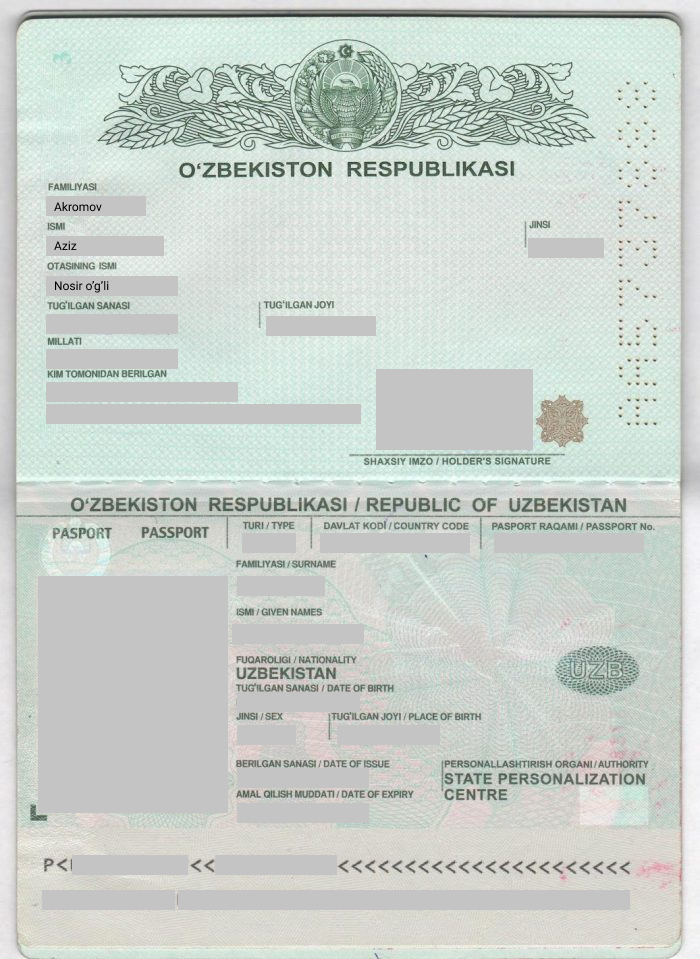 O‘ZBEKISTON RESPUBLIKASI
FAMILIYASI
Akromov
ISMI
JINSI
Aziz
OTASINING ISMI
Nosir o‘g‘li
TUG‘ILGAN SANASI
TUG‘ILGAN JOYI
MILLATI
KIM TOMONIDAN BERILGAN
SHAXSIY IMZO / HOLDER'S SIGNATURE
O‘ZBEKISTON RESPUBLIKASI / REPUBLIC OF UZBEKISTAN
PASPORT PASSPORT
TURI / TYPE
DAVLAT KODI / COUNTRY CODE
PASPORT RAQAMI / PASSPORT No.
FAMILIYASI / SURNAME
ISMI / GIVEN NAMES
FUQAROLIGI / NATIONALITY
UZBEKISTAN
UZB
TUG‘ILGAN SANASI / DATE OF BIRTH
JINSI / SEX
TUG‘ILGAN JOYI / PLACE OF BIRTH
BERILGAN SANASI / DATE OF ISSUE
PERSONALLASHTIRISH ORGANI / AUTHORITY
STATE PERSONALIZATION
CENTRE
AMAL QILISH MUDDATI / DATE OF EXPIRY
P<
<<
<<<<<<<<<<<<<<<<<<<<<<<